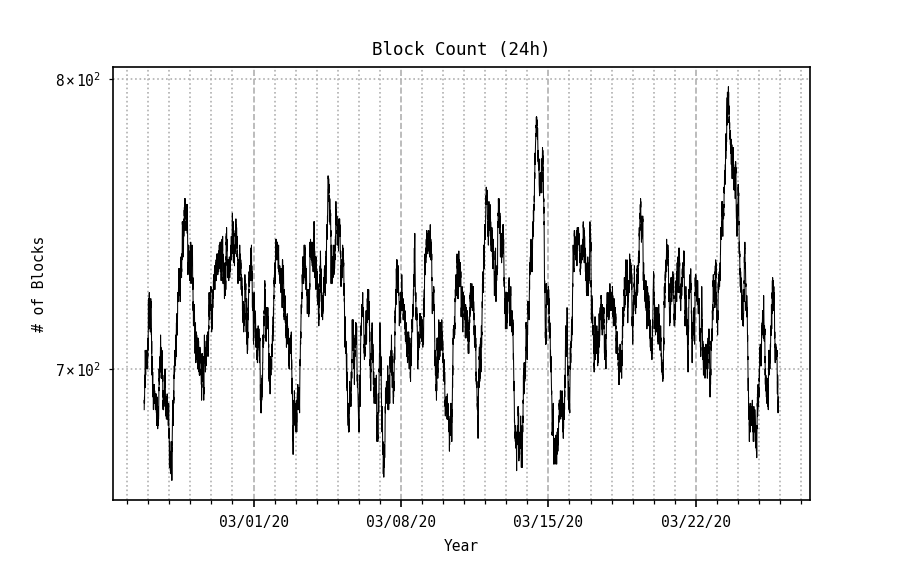 Block Count (24h)
8×10²
7×10²
# of Blocks
03/01/20 03/08/20 03/15/20 03/22/20
Year